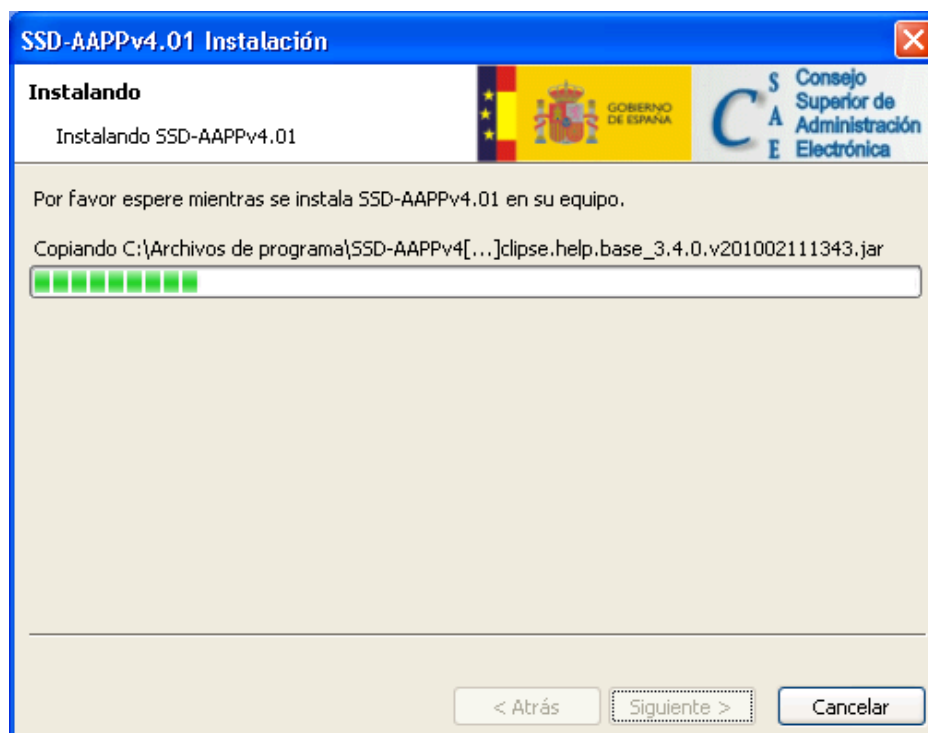 SSD-AAPPv4.01 Instalación
Instalando
Instalando SSD-AAPPv4.01
GOBIERNO
DE ESPAÑA
C
S
A
E
Consejo
Superior de
Administración
Electrónica
Por favor espere mientras se instala SSD-AAPPv4.01 en su equipo.
Copiando C:\Archivos de programa\SSD-AAPPv4[...]clipse.help.base_3.4.0.v201002111343.jar
< Atrás
Siguiente >
Cancelar